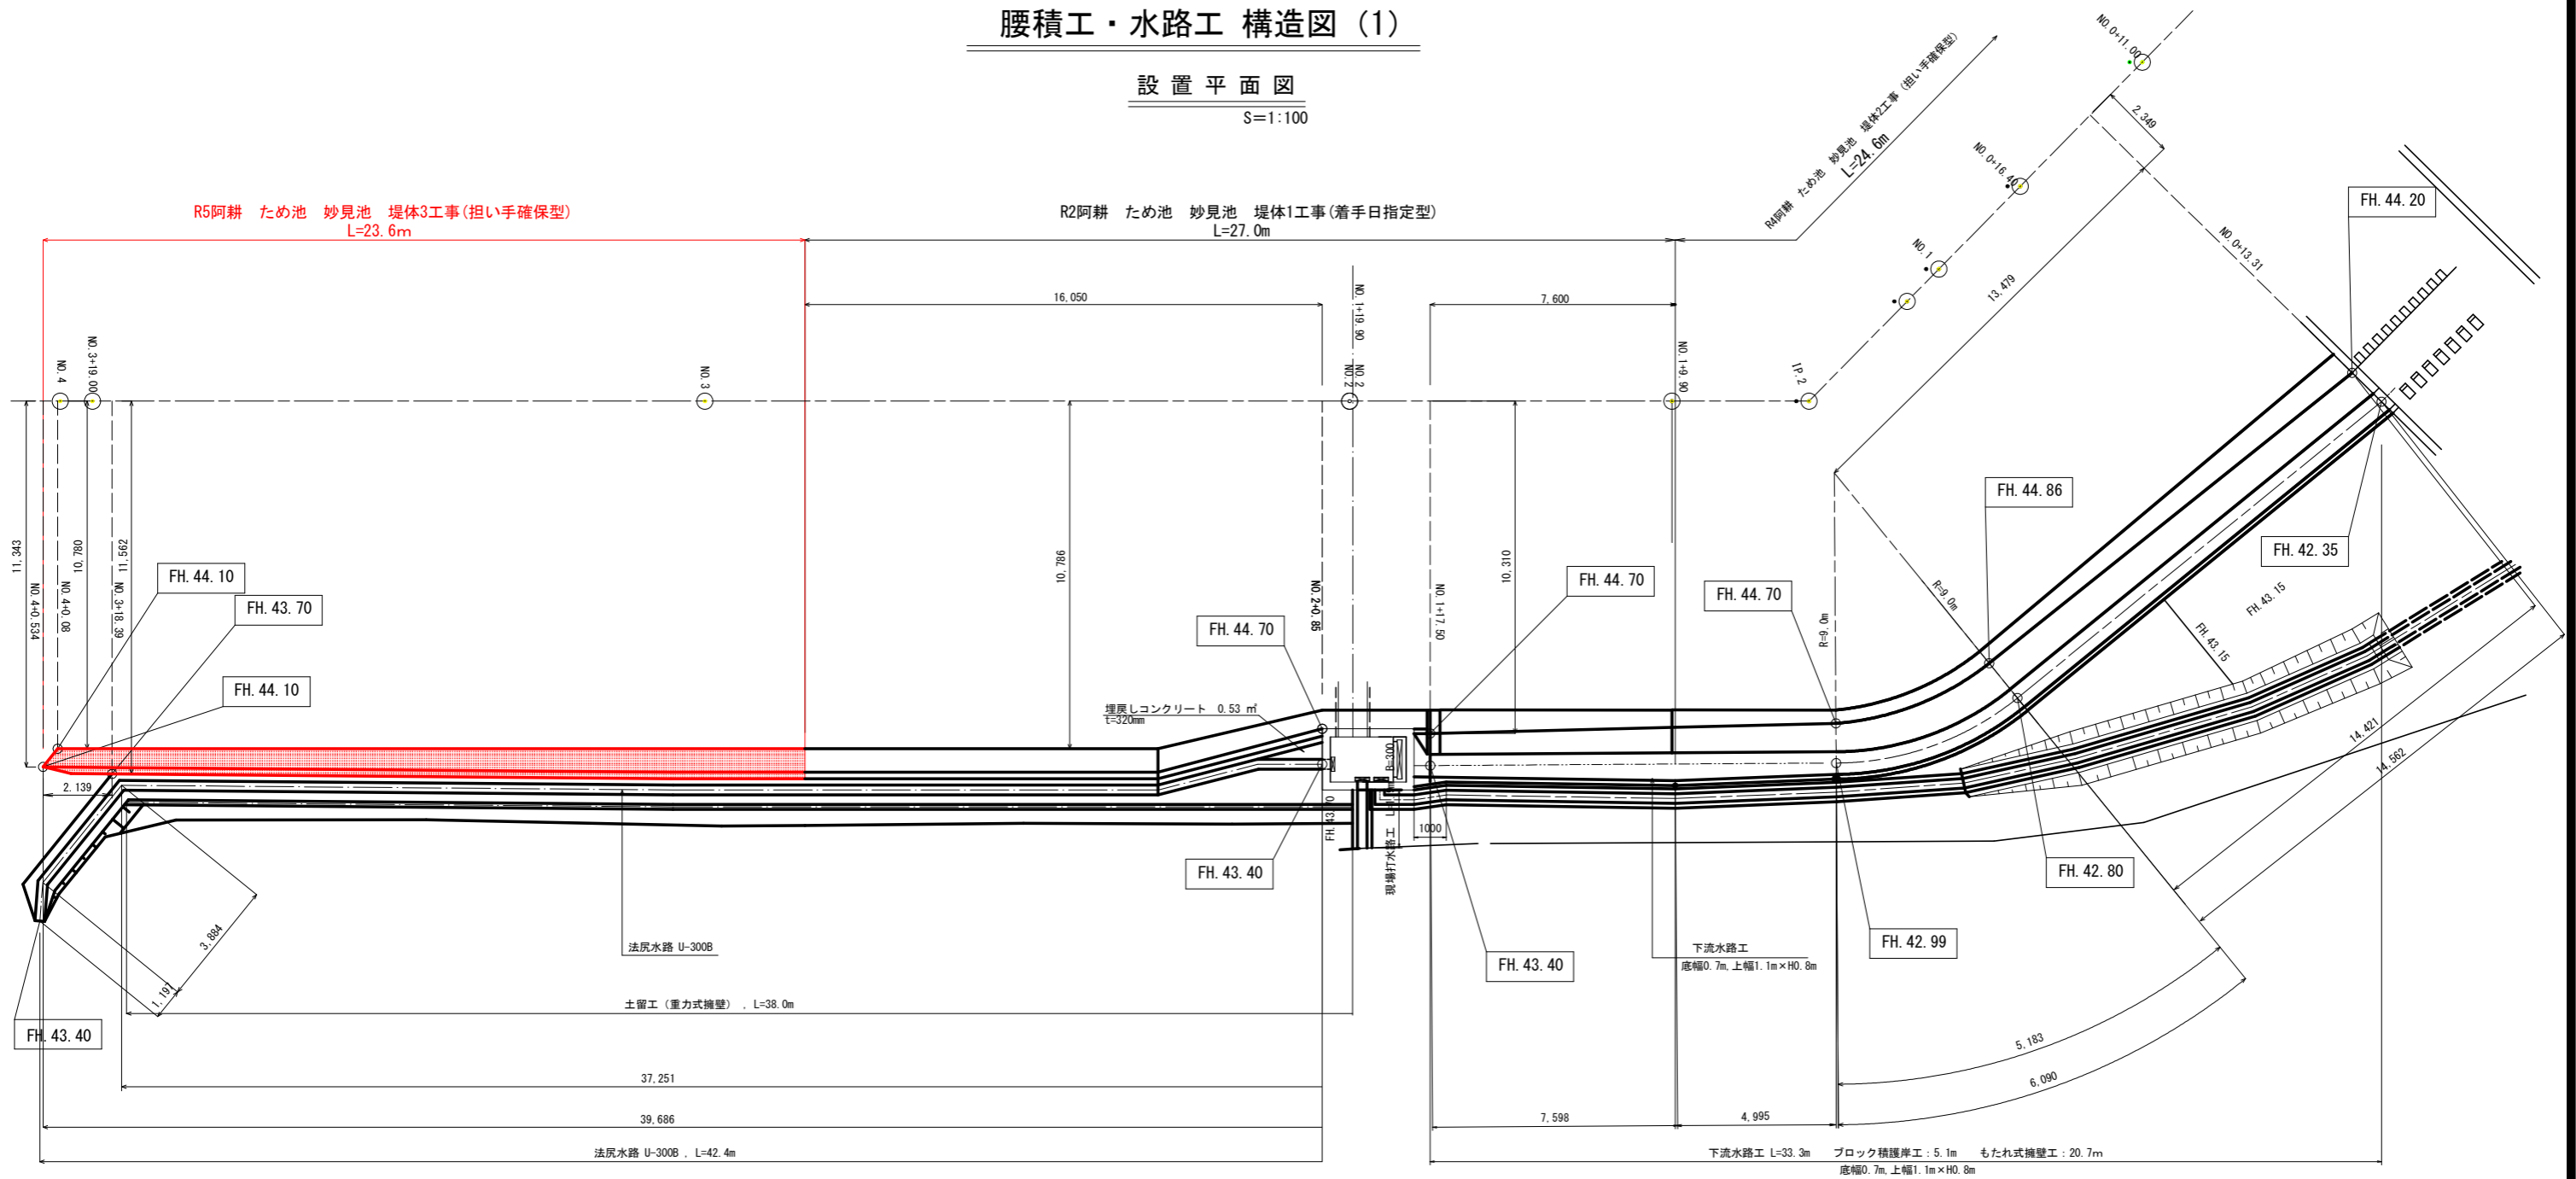 腰積工・水路工 構造図（1）
設 置 平 面 図
S＝1:100
R5阿耕　ため池　妙見池　堤体3工事(担い手確保型)
L=23.6m
R2阿耕　ため池　妙見池　堤体1工事(着手日指定型)
L=27.0m
R4阿耕　ため池　妙見池　堤体2工事（担い手確保型）
L=24.6m
NO.0+11.00
2,349
NO.0+16.40
NO.1
NO.0+13.31
13,479
FH.44.20
16,050
7,600
NO.1+19.90
NO.4
NO.3+19.00
NO.3
NO.2
NO.2
NO.1+9.90
IP.2
11,343
10,780
11,562
10,786
10,310
NO.4+0.534
NO.4+0.08
NO.3+18.39
NO.2+0.85
NO.1+17.50
FH.44.10
FH.43.70
FH.44.10
FH.44.70
FH.44.70
FH.44.70
FH.44.86
FH.42.35
R=9.0m
R=9.0m
FH.43.15
FH.43.15
埋戻しコンクリート　0.53 ㎥
t=320mm
B=300
2.139
FH.43.70
現場打水路工
1000
FH.43.40
FH.42.80
14.421
14.562
3,884
1.197
法尻水路 U-300B
下流水路工
底幅0.7m,上幅1.1m×H0.8m
FH.42.99
FH.43.40
土留工（重力式擁壁）, L=38.0m
FH.43.40
5,183
6,090
37,251
39,686
7,598
4,995
法尻水路 U-300B , L=42.4m
下流水路工 L=33.3m　ブロック積護岸工：5.1m　もたれ式擁壁工：20.7m
底幅0.7m,上幅1.1m×H0.8m